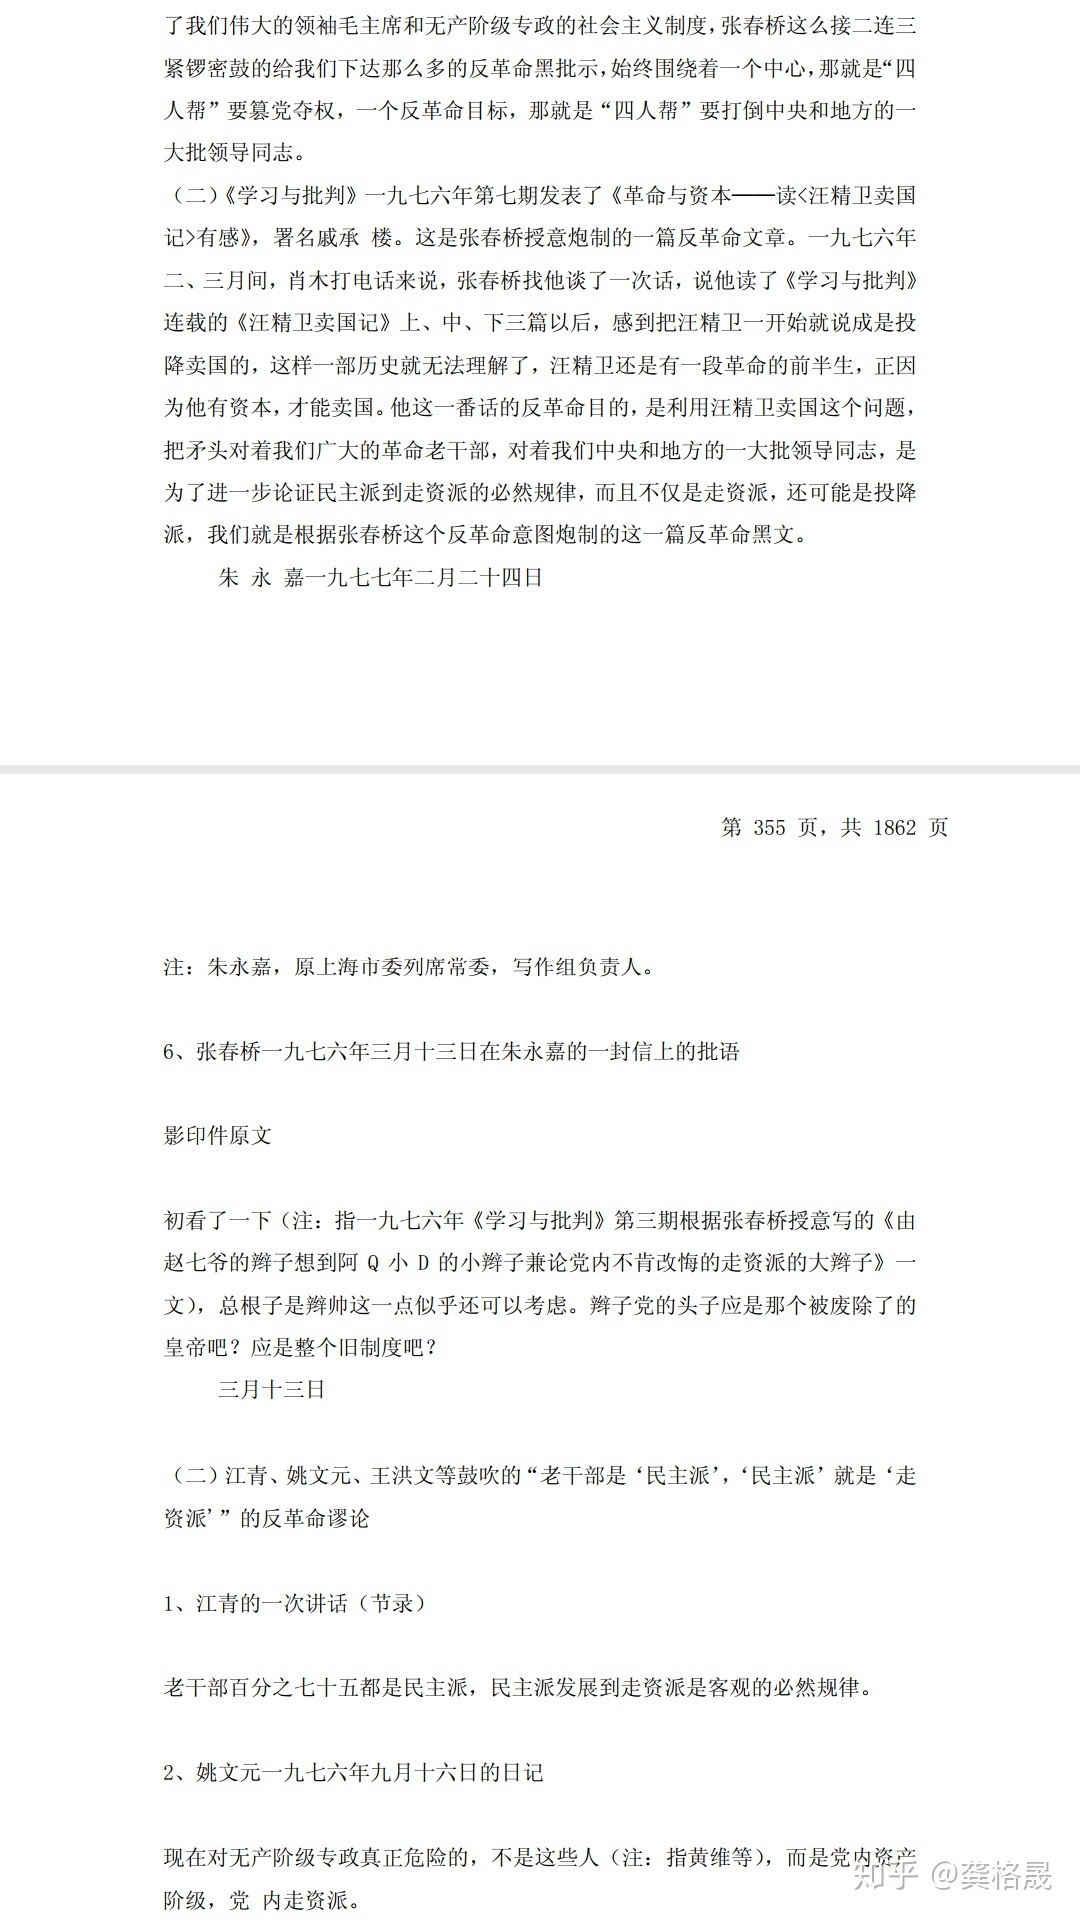 了我们伟大的领袖毛主席和无产阶级专政的社会主义制度，张春桥这么接二连三
紧锣密鼓的给我们下达那么多的反革命黑批示，始终围绕着一个中心，那就是“四
人帮”要篡党夺权，一个反革命目标，那就是“四人帮”要打倒中央和地方的一
大批领导同志。
（二）《学习与批判》一九七六年第七期发表了《革命与资本——读<汪精卫卖国
记>有感》，署名戚承 楼。这是张春桥授意炮制的一篇反革命文章。一九七六年
二、三月间，肖木打电话来说，张春桥找他谈了一次话，说他读了《学习与批判》
连载的《汪精卫卖国记》上、中、下三篇以后，感到把汪精卫一开始就说成是投
降卖国的，这样一部历史就无法理解了，汪精卫还是有一段革命的前半生，正因
为他有资本，才能卖国。他这一番话的反革命目的，是利用汪精卫卖国这个问题，
把矛头对着我们广大的革命老干部，对着我们中央和地方的一大批领导同志，是
为了进一步论证民主派到走资派的必然规律，而且不仅是走资派，还可能是投降
派，我们就是根据张春桥这个反革命意图炮制的这一篇反革命黑文。
朱 永 嘉一九七七年二月二十四日
第 355 页，共 1862 页
注：朱永嘉，原上海市委列席常委，写作组负责人。
6、张春桥一九七六年三月十三日在朱永嘉的一封信上的批语
影印件原文
初看了一下（注：指一九七六年《学习与批判》第三期根据张春桥授意写的《由
赵七爷的辫子想到阿 Q 小 D 的小辫子兼论党内不肯改悔的走资派的大辫子》一
文），总根子是辫帅这一点似乎还可以考虑。辫子党的头子应是那个被废除了的
皇帝吧？应是整个旧制度吧？
三月十三日
（二）江青、姚文元、王洪文等鼓吹的“老干部是‘民主派’，‘民主派’就是‘走
资派’”的反革命谬论
1、江青的一次讲话（节录）
老干部百分之七十五都是民主派，民主派发展到走资派是客观的必然规律。
2、姚文元一九七六年九月十六日的日记
现在对无产阶级专政真正危险的，不是这些人（注：指黄维等），而是党内资产
阶级，党 内走资派。
知乎 @龚格晟